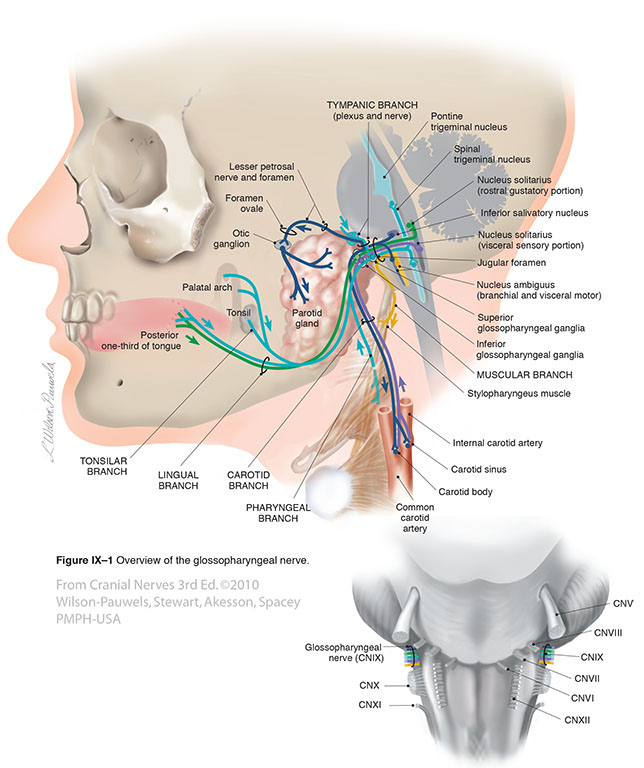 TYMPANIC BRANCH
(plexus and nerve)
Pontine
trigeminal nucleus
Spinal
trigeminal nucleus
Lesser petrosal
nerve and foramen
Nucleus solitarius
(rostral gustatory portion)
Foramen
ovale
Inferior salivatory nucleus
Otic
ganglion
Nucleus solitarius
(visceral sensory portion)
Jugular foramen
Palatal arch
Nucleus ambiguus
(branchial and visceral motor)
Tonsil
Parotid
gland
Superior
glossopharyngeal ganglia
Posterior
one-third of tongue
Inferior
glossopharyngeal ganglia
MUSCULAR BRANCH
Stylopharyngeus muscle
L. Wilson-Pauwels
Internal carotid artery
TONSILAR
BRANCH
LINGUAL
BRANCH
CAROTID
BRANCH
Carotid sinus
Carotid body
PHARYNGEAL
BRANCH
Common
carotid
artery
Figure IX–1 Overview of the glossopharyngeal nerve.
From Cranial Nerves 3rd Ed. ©2010
Wilson-Pauwels, Stewart, Akesson, Spacey
PMPH-USA
CNV
CNVIII
Glossopharyngeal
nerve (CNIX)
CNIX
CNVII
CNX
CNVI
CNXI
CNXII